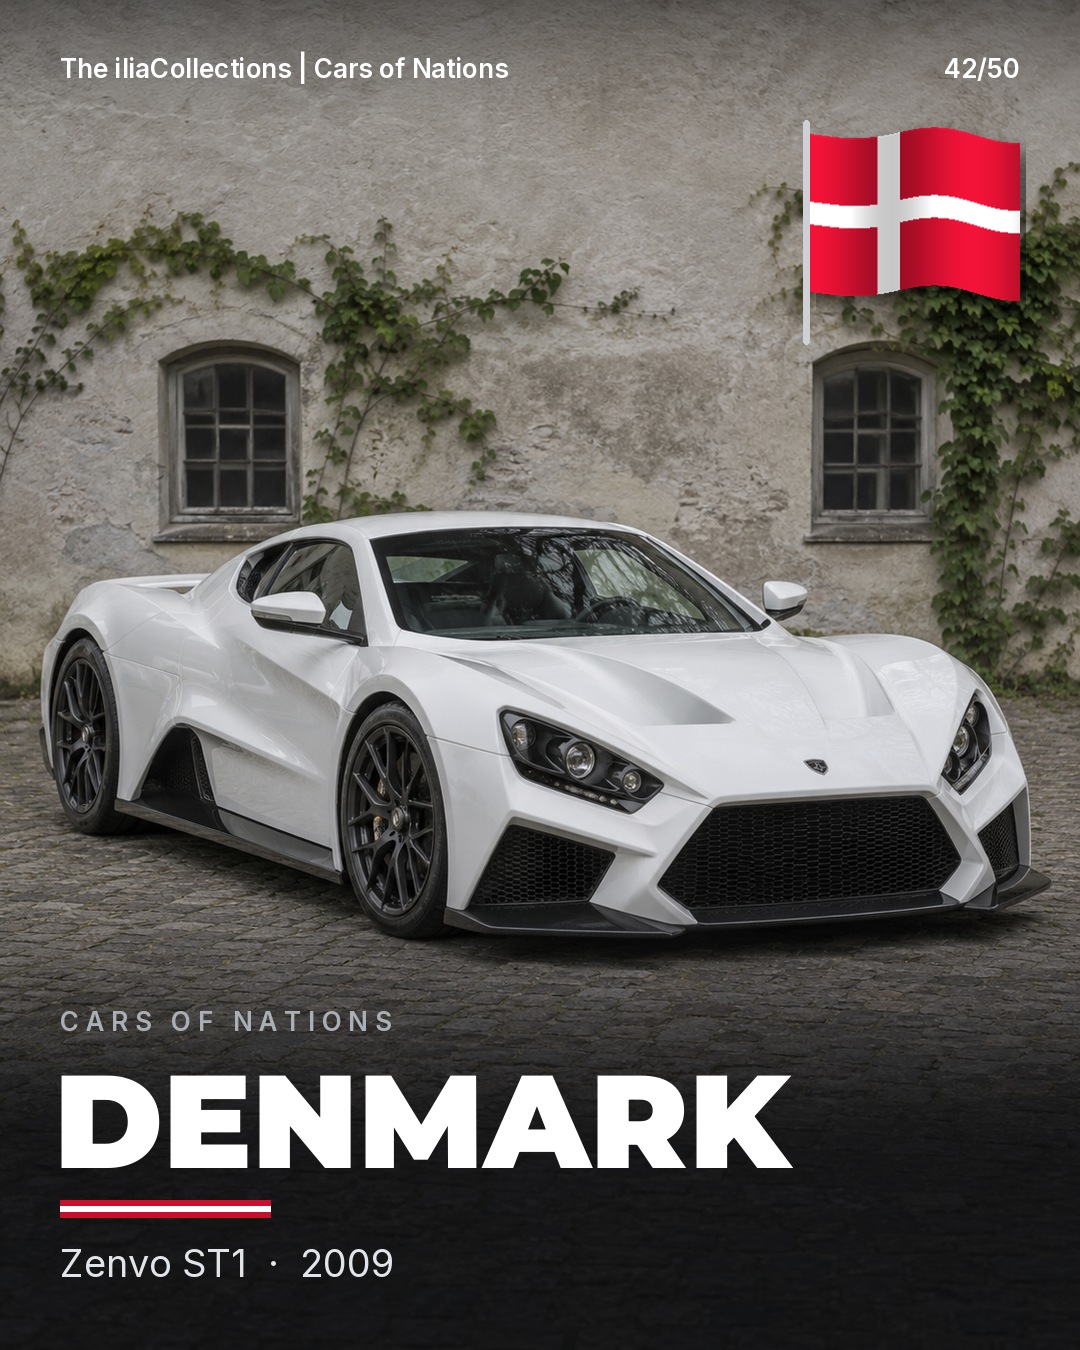 The iliaCollections | Cars of Nations
42/50
CARS OF NATIONS
DENMARK
Zenvo ST1 · 2009